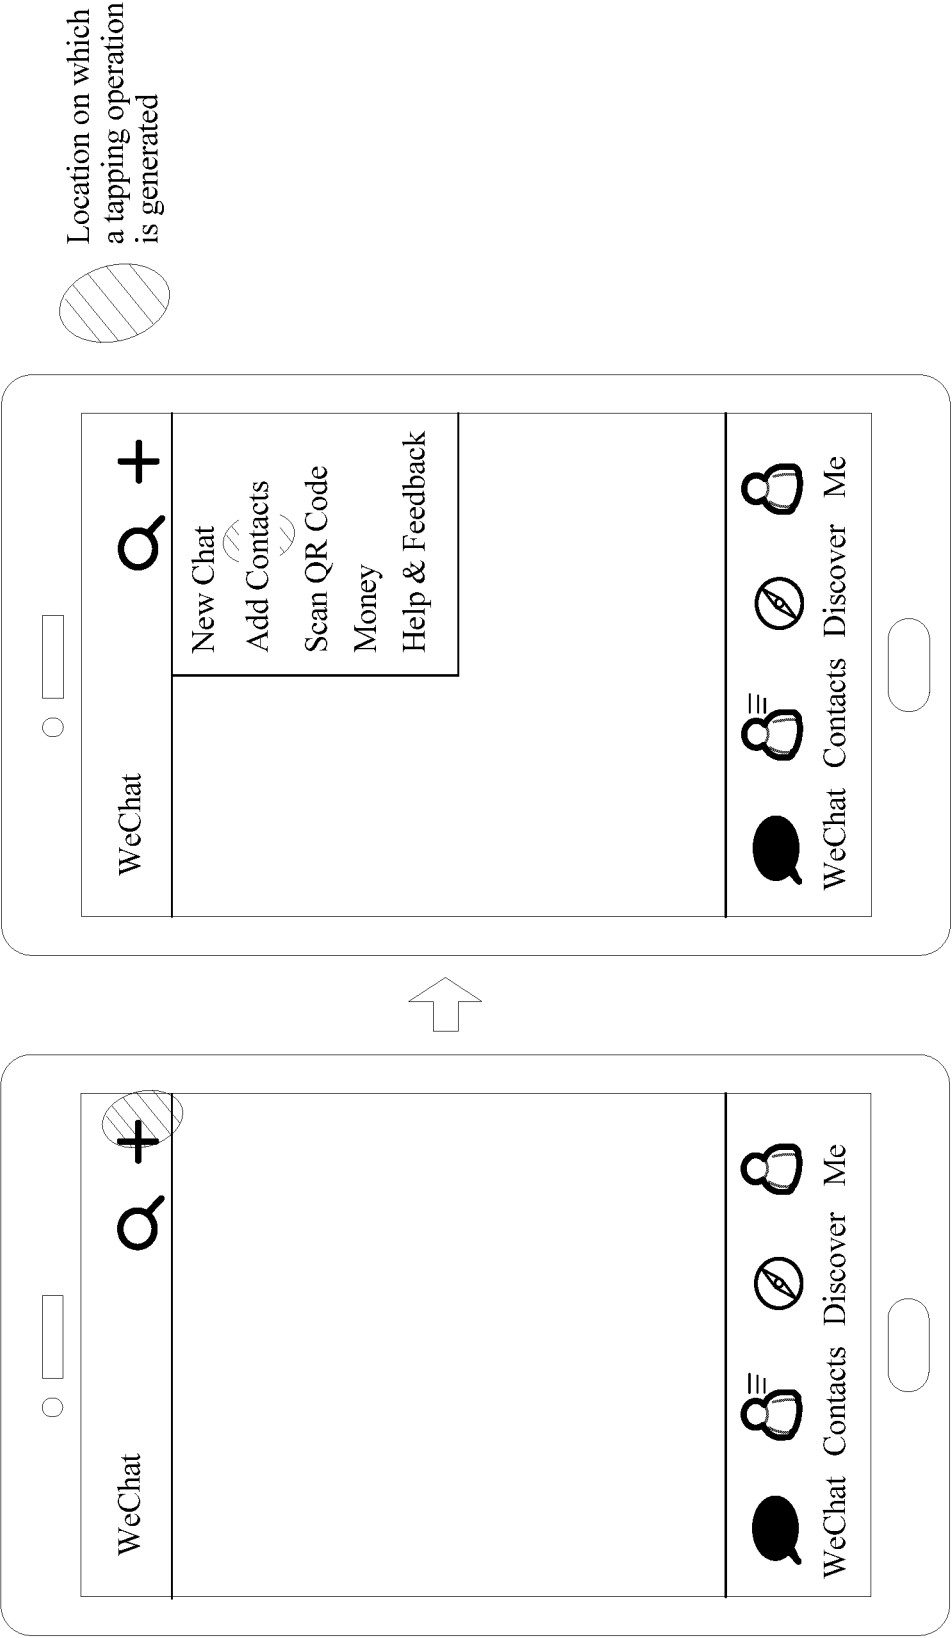 WeChat
WeChat Contacts Discover Me
WeChat
New Chat
Add Contacts
Scan QR Code
Money
Help & Feedback
WeChat Contacts Discover Me
Location on which
a tapping operation
is generated